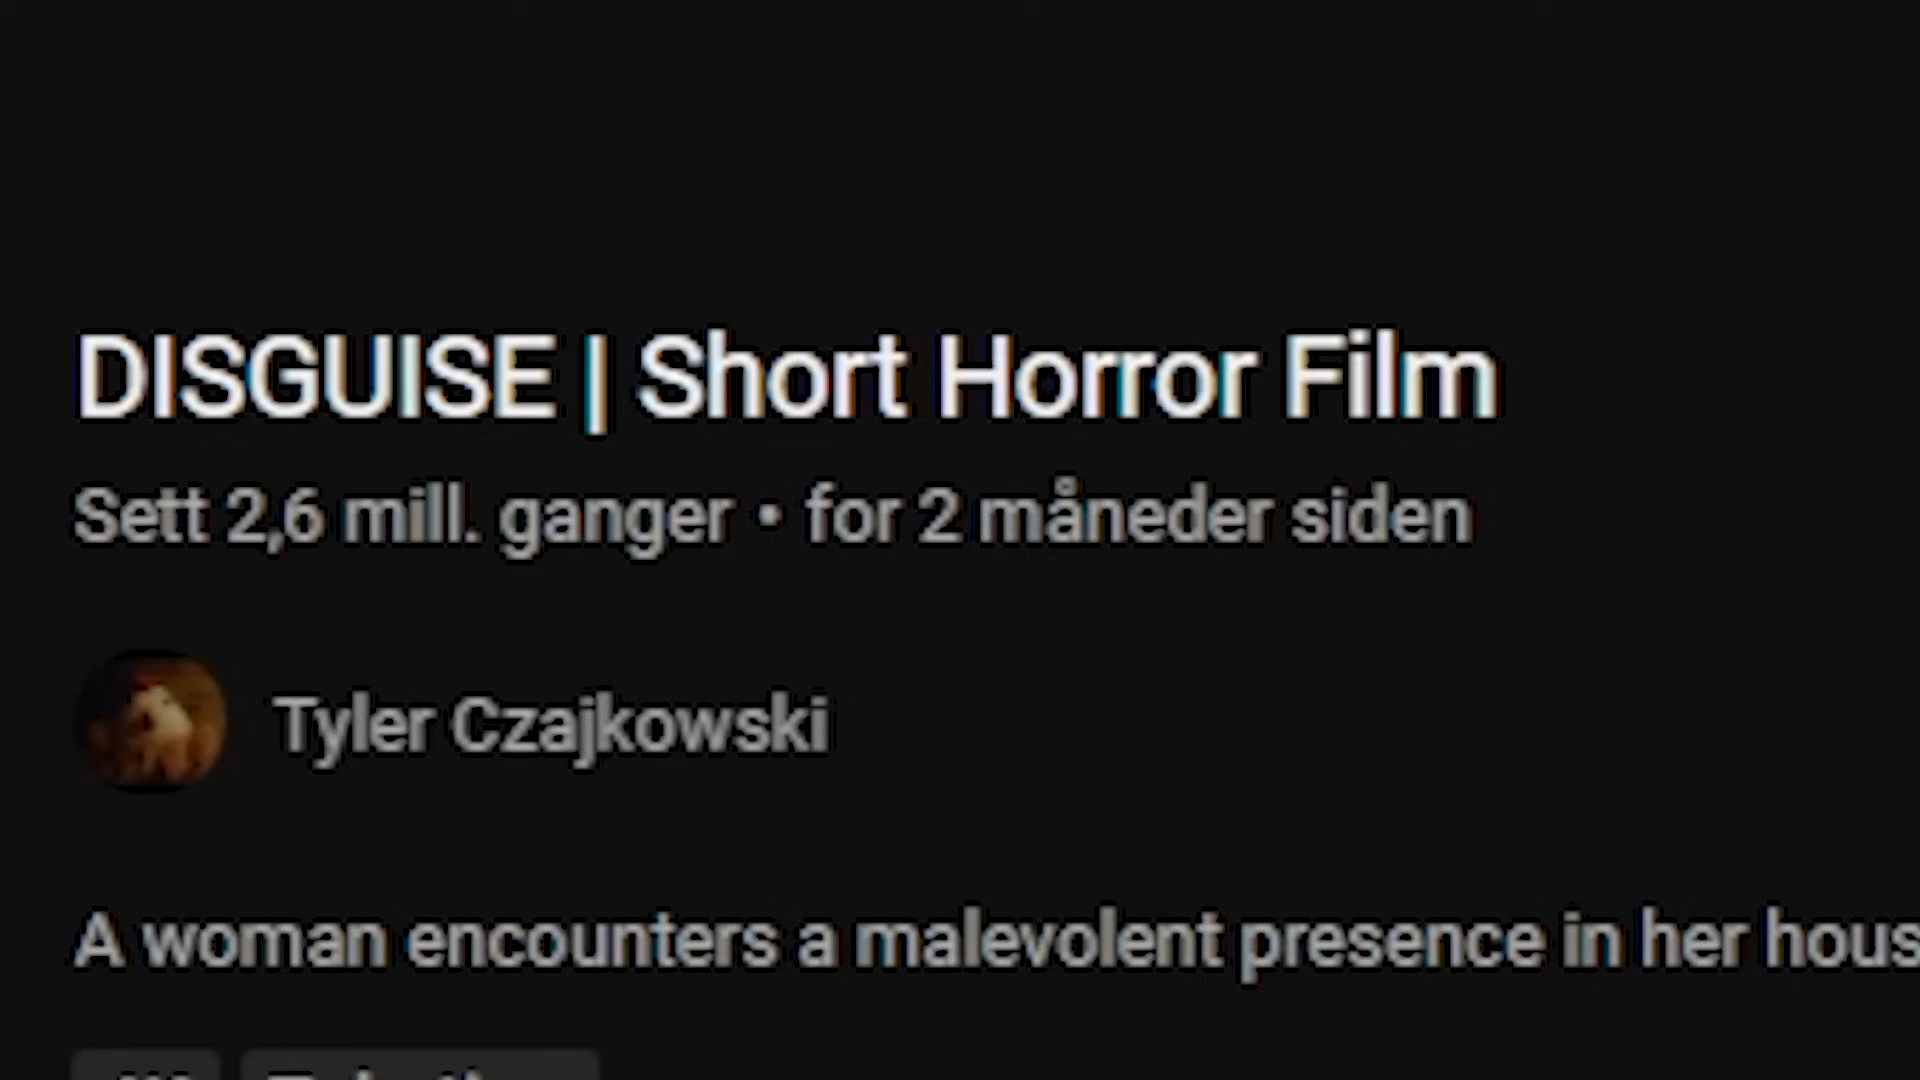 DISGUISE | Short Horror Film
Sett 2,6 mill. ganger • for 2 måneder siden
Tyler Czajkowski
A woman encounters a malevolent presence in her hous